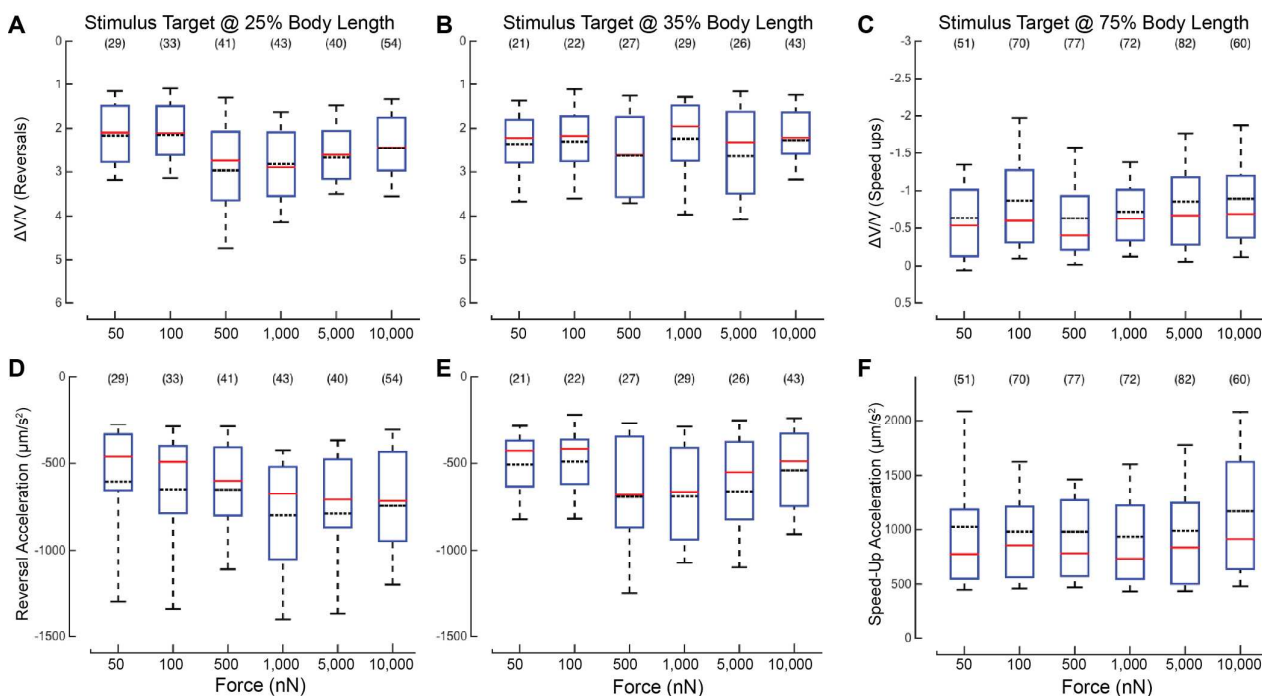 A Stimulus Target @ 25% Body Length
(29) (33) (41) (43) (40) (54)
ΔV/V (Reversals)
0
1
2
3
4
5
6
50 100 500 1,000 5,000 10,000
B Stimulus Target @ 35% Body Length
(21) (22) (27) (29) (26) (43)
0
1
2
3
4
5
6
50 100 500 1,000 5,000 10,000
C Stimulus Target @ 75% Body Length
(51) (70) (77) (72) (82) (60)
ΔV/V (Speed ups)
-3
-2.5
-2
-1.5
-1
-0.5
0
0.5
50 100 500 1,000 5,000 10,000
D
(29) (33) (41) (43) (40) (54)
Reversal Acceleration (μm/s²)
0
-500
-1000
-1500
50 100 500 1,000 5,000 10,000
Force (nN)
E
(21) (22) (27) (29) (26) (43)
0
-500
-1000
-1500
50 100 500 1,000 5,000 10,000
Force (nN)
F
(51) (70) (77) (72) (82) (60)
Speed-Up Acceleration (μm/s²)
2000
1500
1000
500
0
50 100 500 1,000 5,000 10,000
Force (nN)